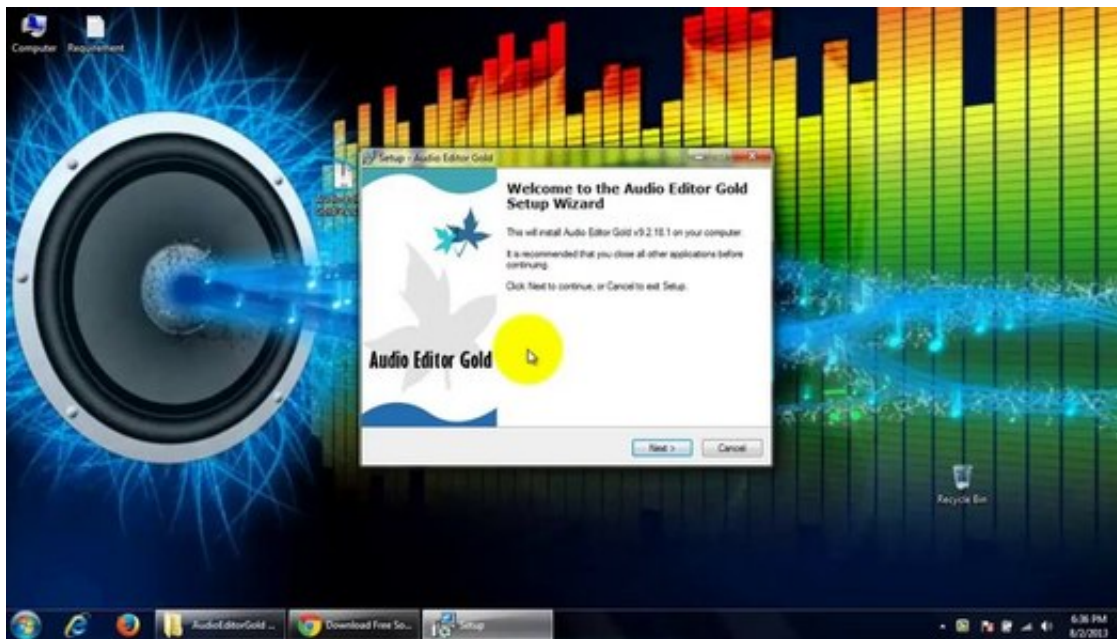 Computer
Requirement
Setup - Audio Editor Gold
Welcome to the Audio Editor Gold
Setup Wizard
This will install Audio Editor Gold v9.2.18.1 on your computer.
It is recommended that you close all other applications before
continuing.
Click Next to continue, or Cancel to exit Setup.
Audio Editor Gold
Next >
Cancel
Recycle Bin
AudioEditorGold ...
Download Free So...
Setup
6:36 PM